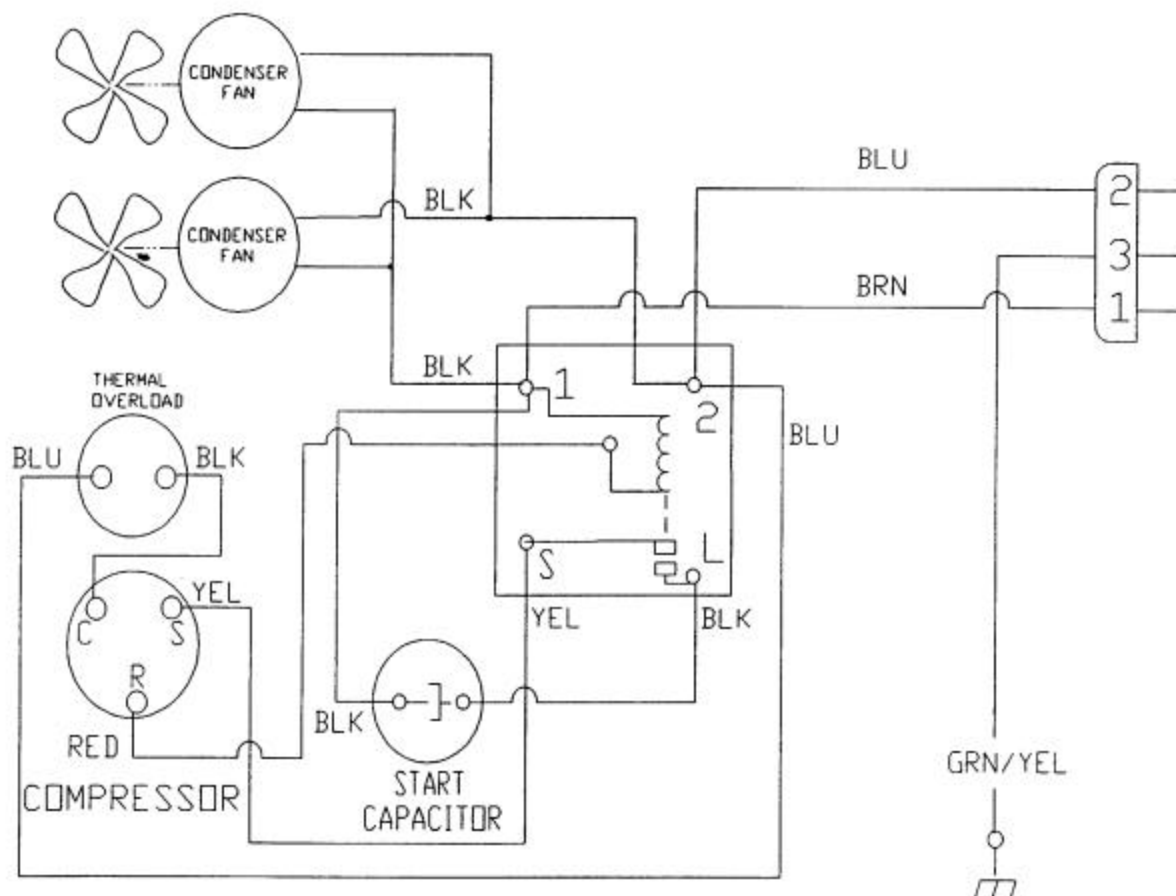 CONDENSER
FAN
BLU
2
CONDENSER
FAN
BLK
3
BRN
1
BLK
1
2
THERMAL
OVERLOAD
BLU
BLU
BLK
S
L
C
S
YEL
YEL
BLK
R
BLK
RED
START
CAPACITOR
COMPRESSOR
GRN/YEL